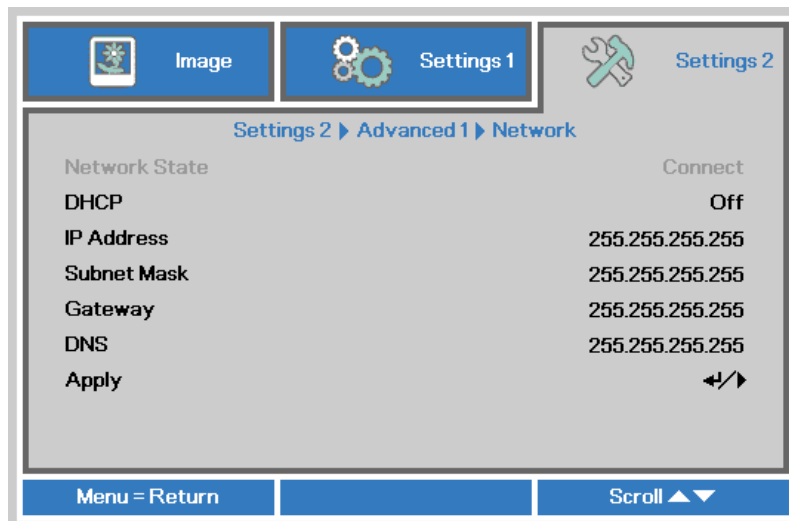 Image
Settings 1
Settings 2
Settings 2 Advanced 1 Network
Network State Connect
DHCP Off
IP Address 255.255.255.255
Subnet Mask 255.255.255.255
Gateway 255.255.255.255
DNS 255.255.255.255
Apply
Menu = Return
Scroll